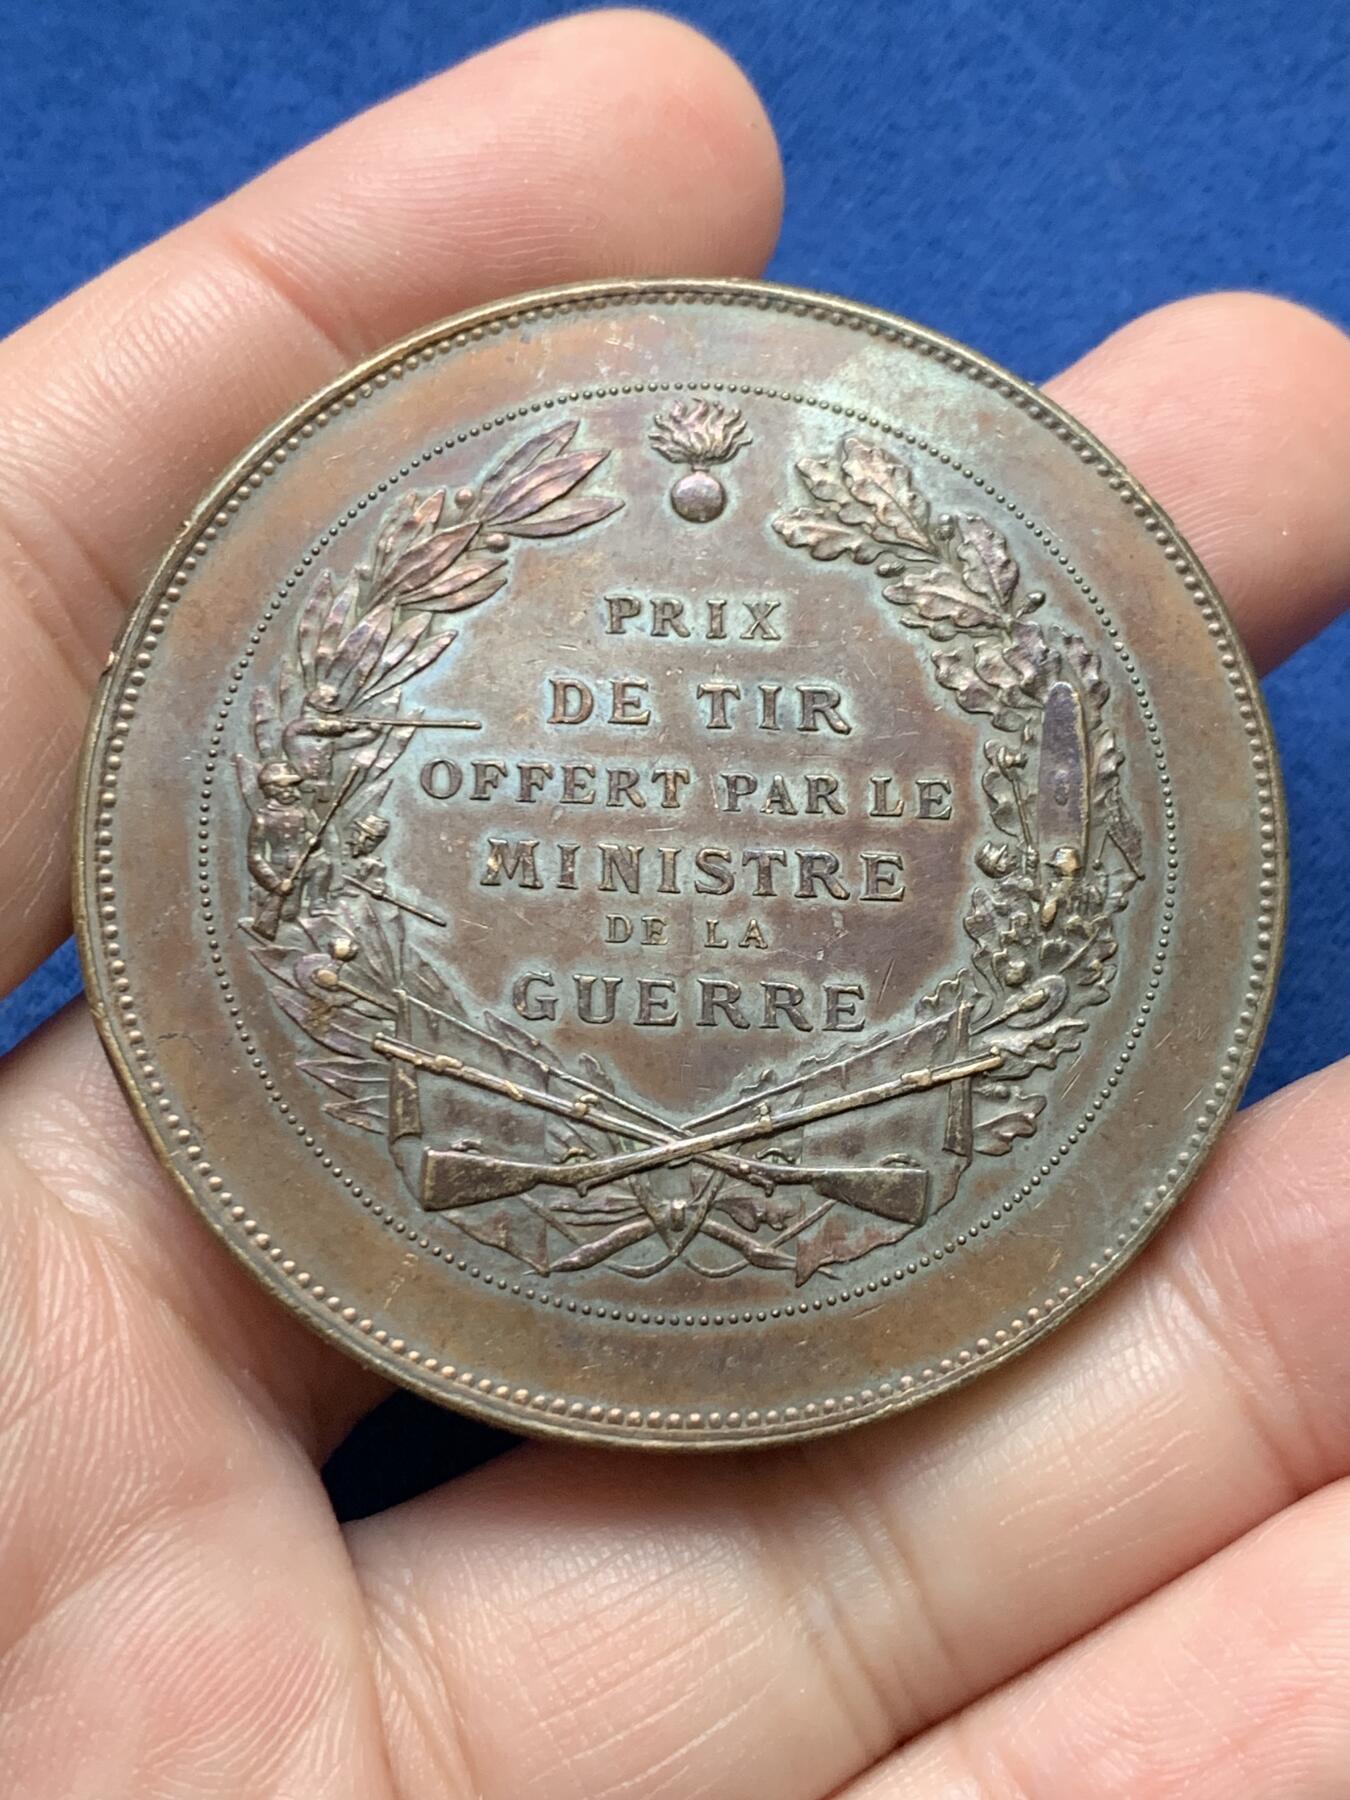 PRIX
DE TIR
OFFERT PAR LE
MINISTRE
DE LA
GUERRE